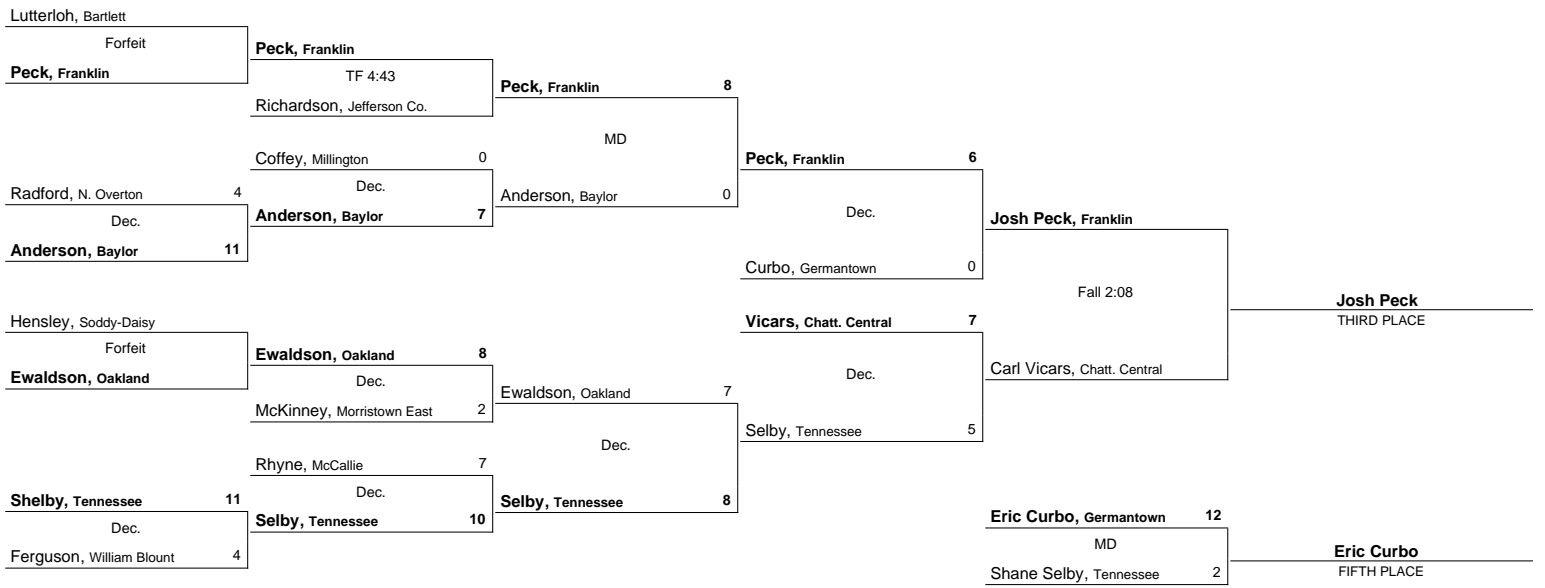 Lutterloh, Bartlett
Forfeit
Peck, Franklin
Peck, Franklin
TF 4:43
Richardson, Jefferson Co.
Peck, Franklin 8
MD
Anderson, Baylor 0
Coffey, Millington 0
Dec.
Anderson, Baylor 7
Radford, N. Overton 4
Dec.
Anderson, Baylor 11
Peck, Franklin 6
Dec.
Curbo, Germantown 0
Josh Peck, Franklin
Fall 2:08
Carl Vicars, Chatt. Central
Josh Peck
THIRD PLACE
Hensley, Soddy-Daisy
Forfeit
Ewaldson, Oakland
Ewaldson, Oakland 8
Dec.
McKinney, Morristown East 2
Ewaldson, Oakland 7
Dec.
Selby, Tennessee 8
Vicars, Chatt. Central 7
Dec.
Selby, Tennessee 5
Rhyne, McCallie 7
Dec.
Selby, Tennessee 10
Shelby, Tennessee 11
Dec.
Ferguson, William Blount 4
Eric Curbo, Germantown 12
MD
Shane Selby, Tennessee 2
Eric Curbo
FIFTH PLACE